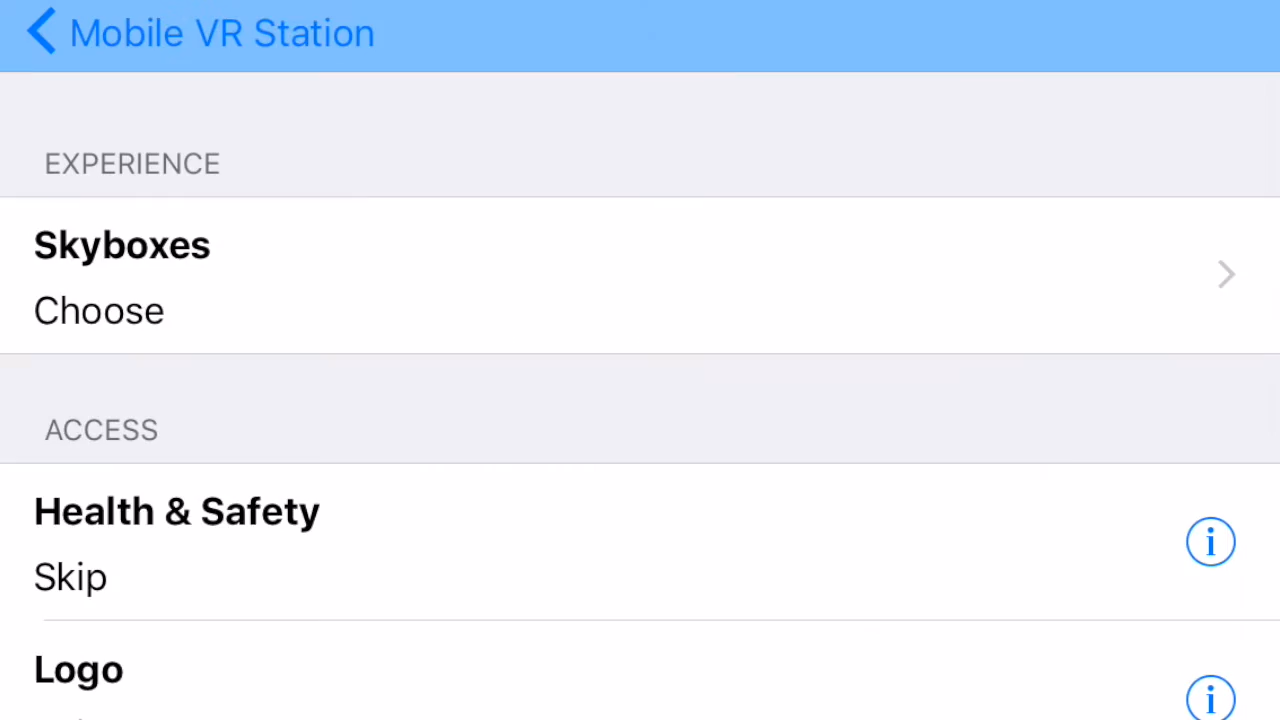 Mobile VR Station
EXPERIENCE
Skyboxes
Choose
ACCESS
Health & Safety
Skip
Logo